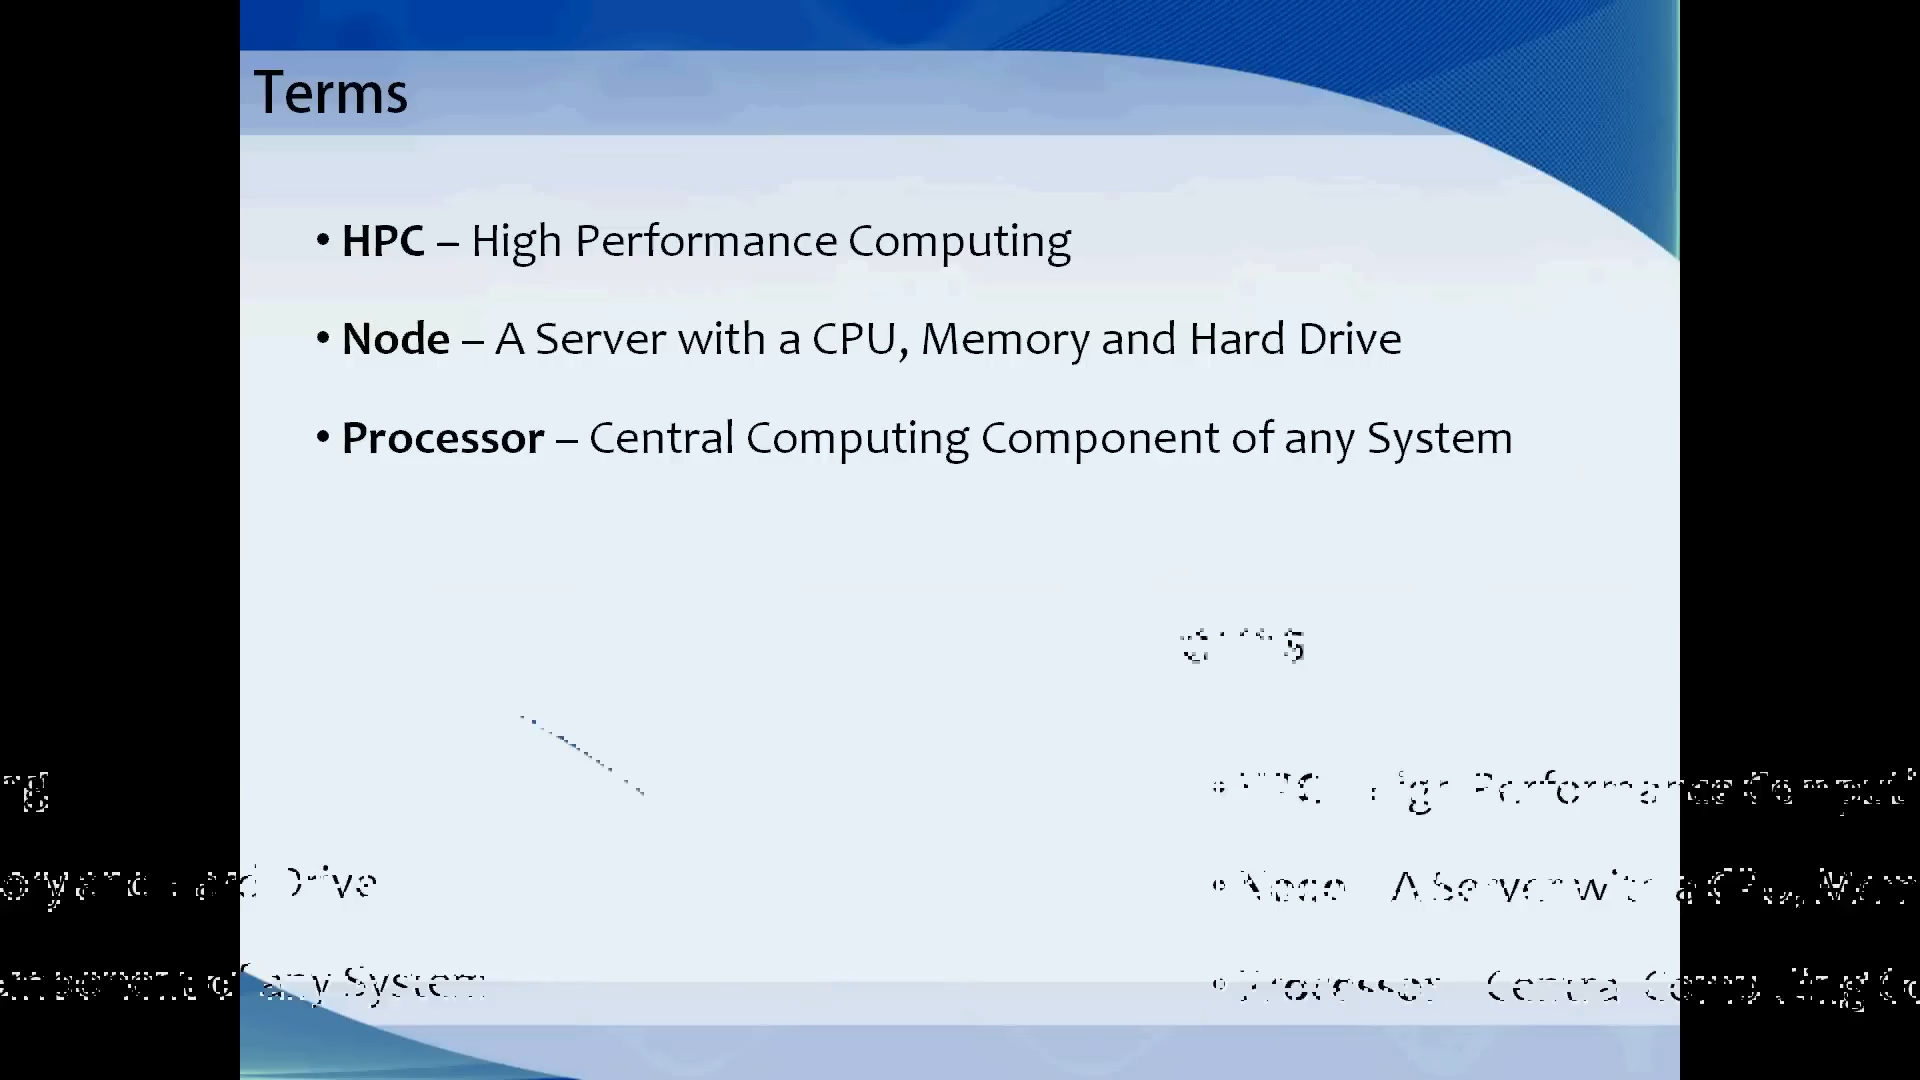 Terms
• HPC – High Performance Computing
• Node – A Server with a CPU, Memory and Hard Drive
• Processor – Central Computing Component of any System